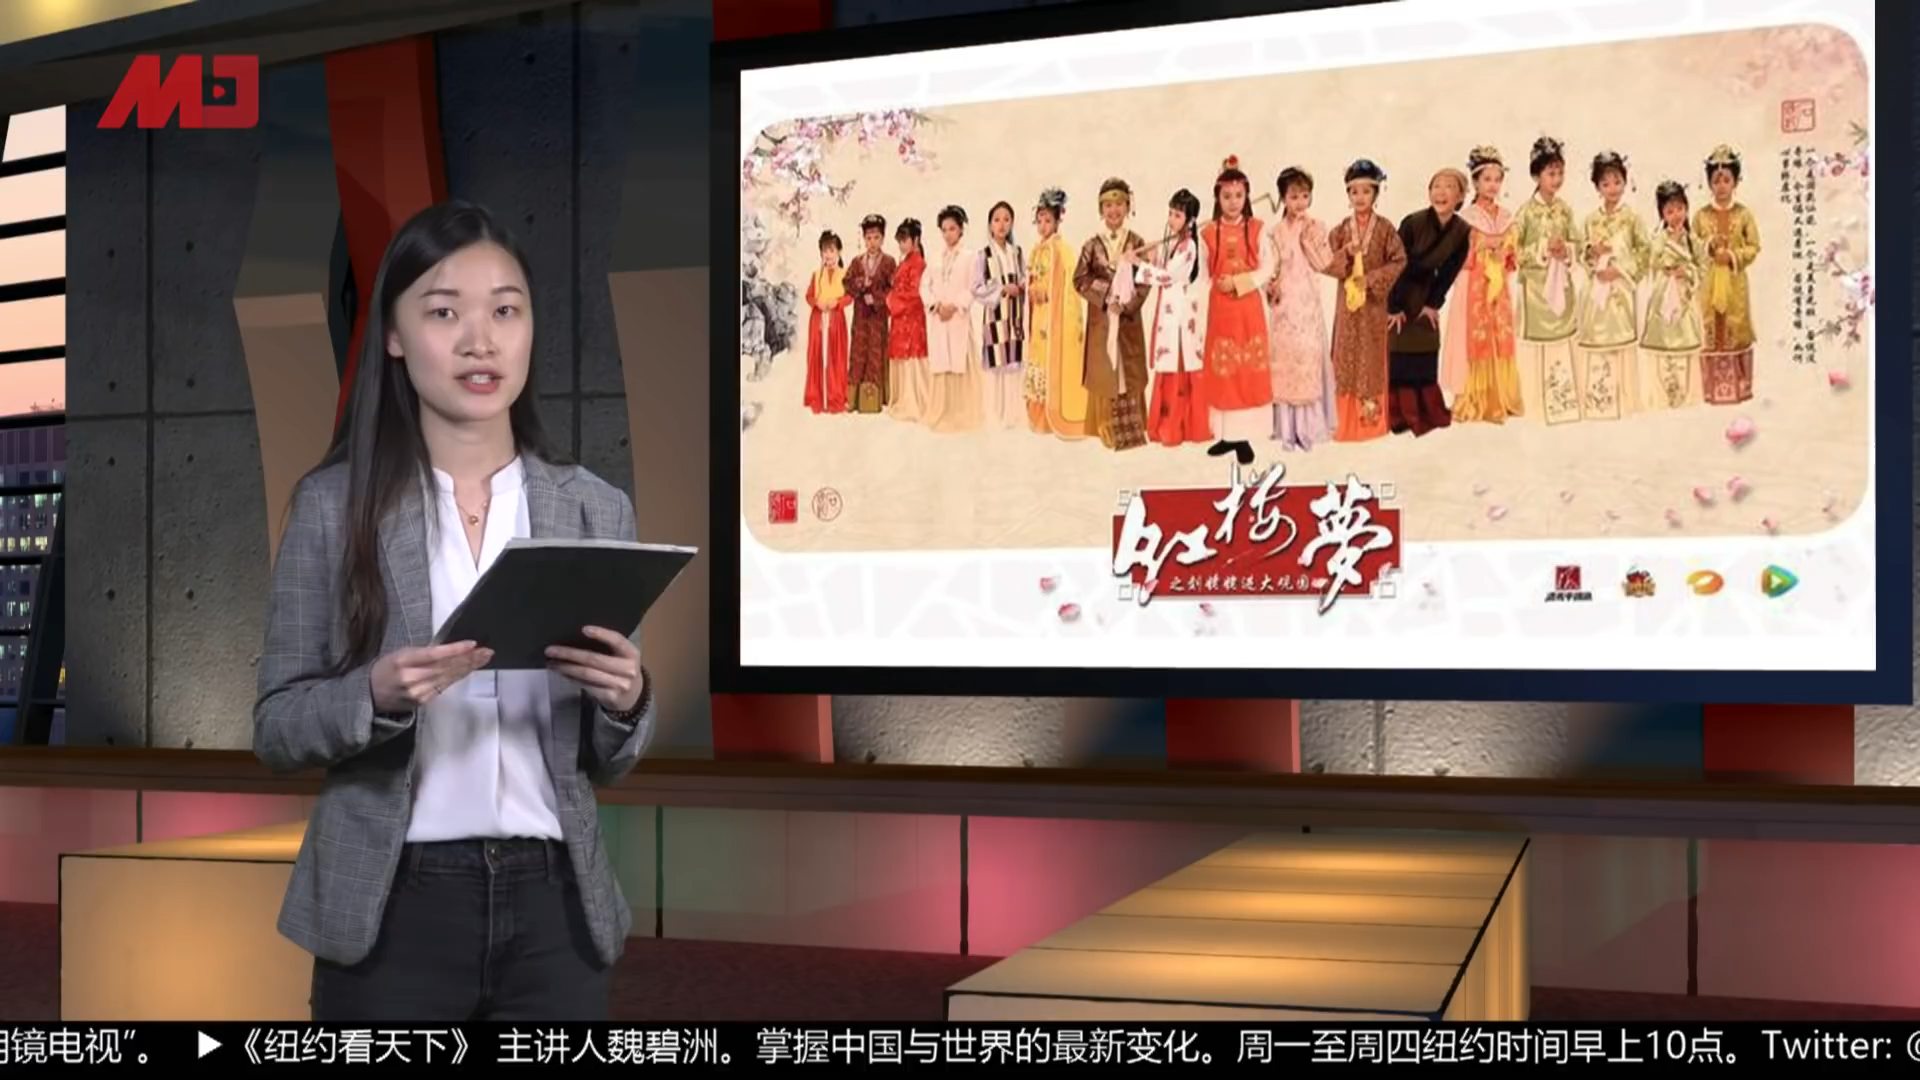 MJ
红楼夢
之刘姥姥进大观园
明镜电视”。 ▶《纽约看天下》 主讲人魏碧洲。掌握中国与世界的最新变化。周一至周四纽约时间早上10点。Twitter: @